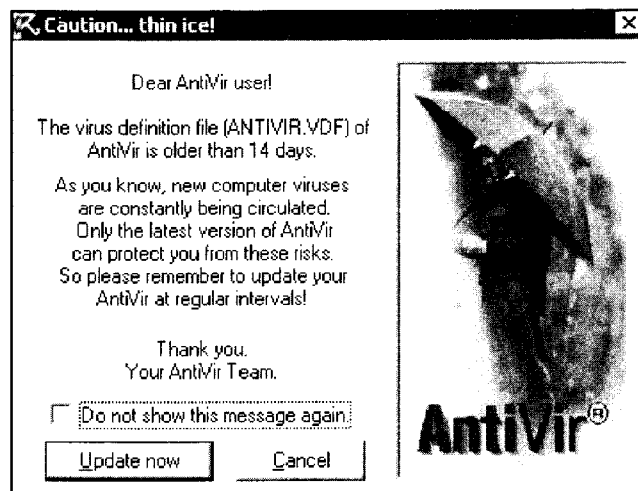 Caution... thin ice!
Dear AntiVir user!
The virus definition file (ANTIVIR.VDF) of
AntiVir is older than 14 days.
As you know, new computer viruses
are constantly being circulated.
Only the latest version of AntiVir
can protect you from these risks.
So please remember to update your
AntiVir at regular intervals!
Thank you.
Your AntiVir Team.
Do not show this message again.
Update now
Cancel
AntiVir®